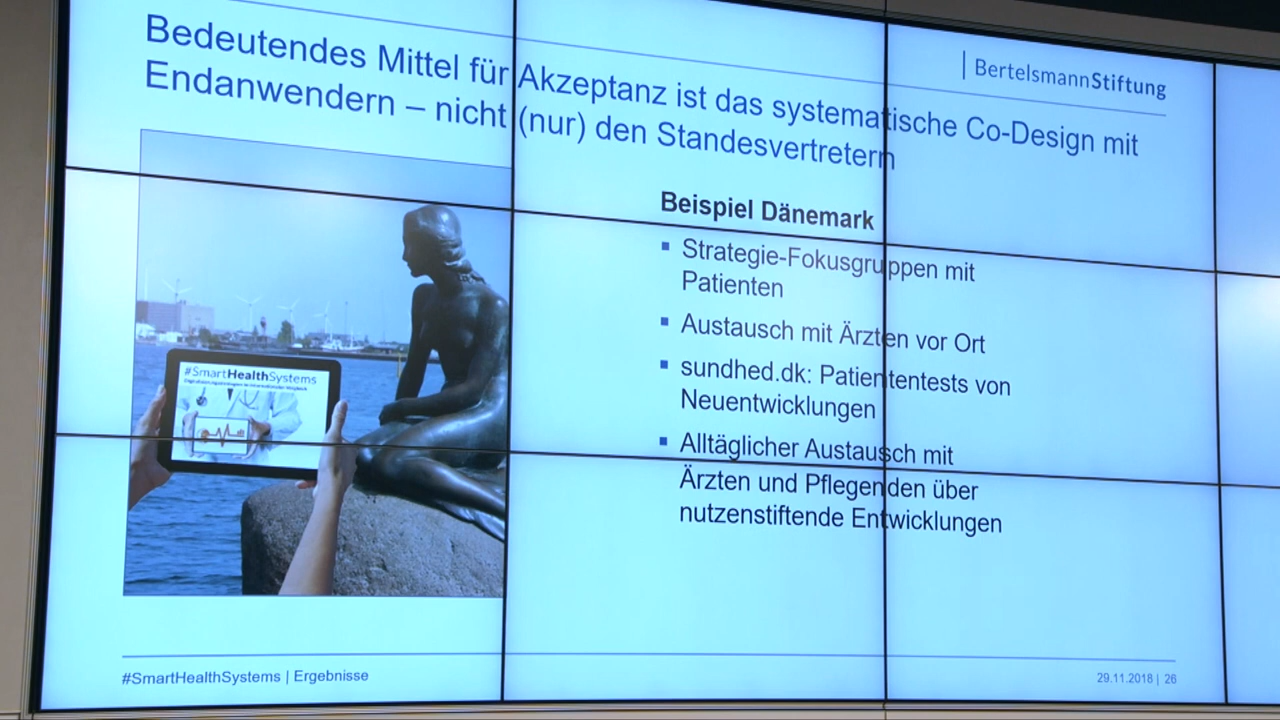 Bedeutendes Mittel für Akzeptanz ist das systematische Co-Design mit
Endanwendern – nicht (nur) den Standesvertretern
BertelsmannStiftung
Beispiel Dänemark
Strategie-Fokusgruppen mit
Patienten
Austausch mit Ärzten vor Ort
sundhed.dk: Patiententests von
Neuentwicklungen
Alltäglicher Austausch mit
Ärzten und Pflegenden über
nutzenstiftende Entwicklungen
#SmartHealthSystems
#SmartHealthSystems | Ergebnisse
29.11.2018 | 26